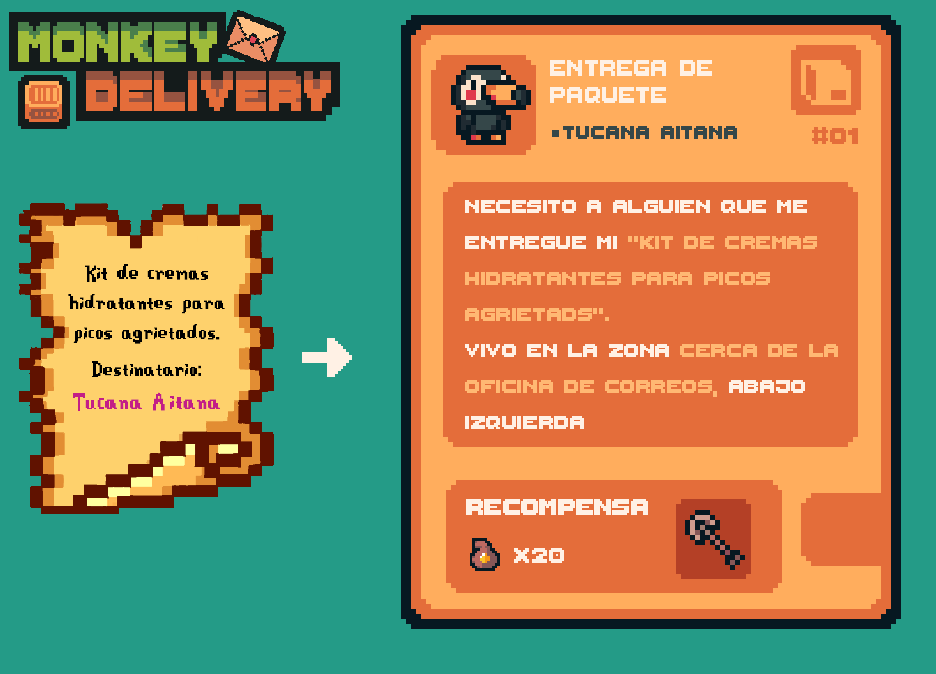 MONKEY
DELIVERY
Kit de cremas
hidratantes para
picos agrietados.
Destinatario:
Tucana Aitana
ENTREGA DE
PAQUETE
▪TUCANA AITANA
#01
NECESITO A ALGUIEN QUE ME
ENTREGUE MI "KIT DE CREMAS
HIDRATANTES PARA PICOS
AGRIETADS".
VIVO EN LA ZONA CERCA DE LA
OFICINA DE CORREOS, ABAJO
IZQUIERDA
RECOMPENSA
X20